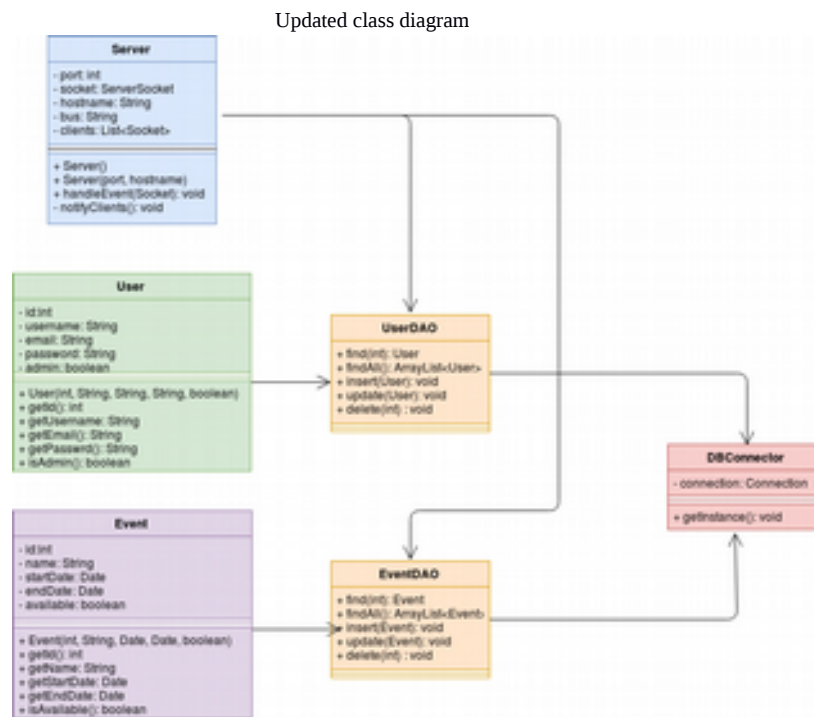 Updated class diagram
Server
- port: int
- socket: ServerSocket
- hostname: String
- bus: String
- clients: List<Socket>
+ Server()
+ Server(port, hostname)
+ handleEvent(Socket): void
- notifyClients(): void
User
- id:int
- username: String
- email: String
- password: String
- admin: boolean
+ User(int, String, String, String, boolean)
+ getId(): int
+ getUsername: String
+ getEmail(): String
+ getPasswrd(): String
+ isAdmin(): boolean
UserDAO
+ find(int): User
+ findAll(): ArrayList<User>
+ insert(User): void
+ update(User): void
+ delete(int) : void
DBConnector
- connection: Connection
+ getInstance(): void
Event
- id:int
- name: String
- startDate: Date
- endDate: Date
- available: boolean
+ Event(int, String, Date, Date, boolean)
+ getId(): int
+ getName: String
+ getStartDate: Date
+ getEndDate: Date
+ isAvailable(): boolean
EventDAO
+ find(int): Event
+ findAll(): ArrayList<Event>
+ insert(Event): void
+ update(Event): void
+ delete(int) : void